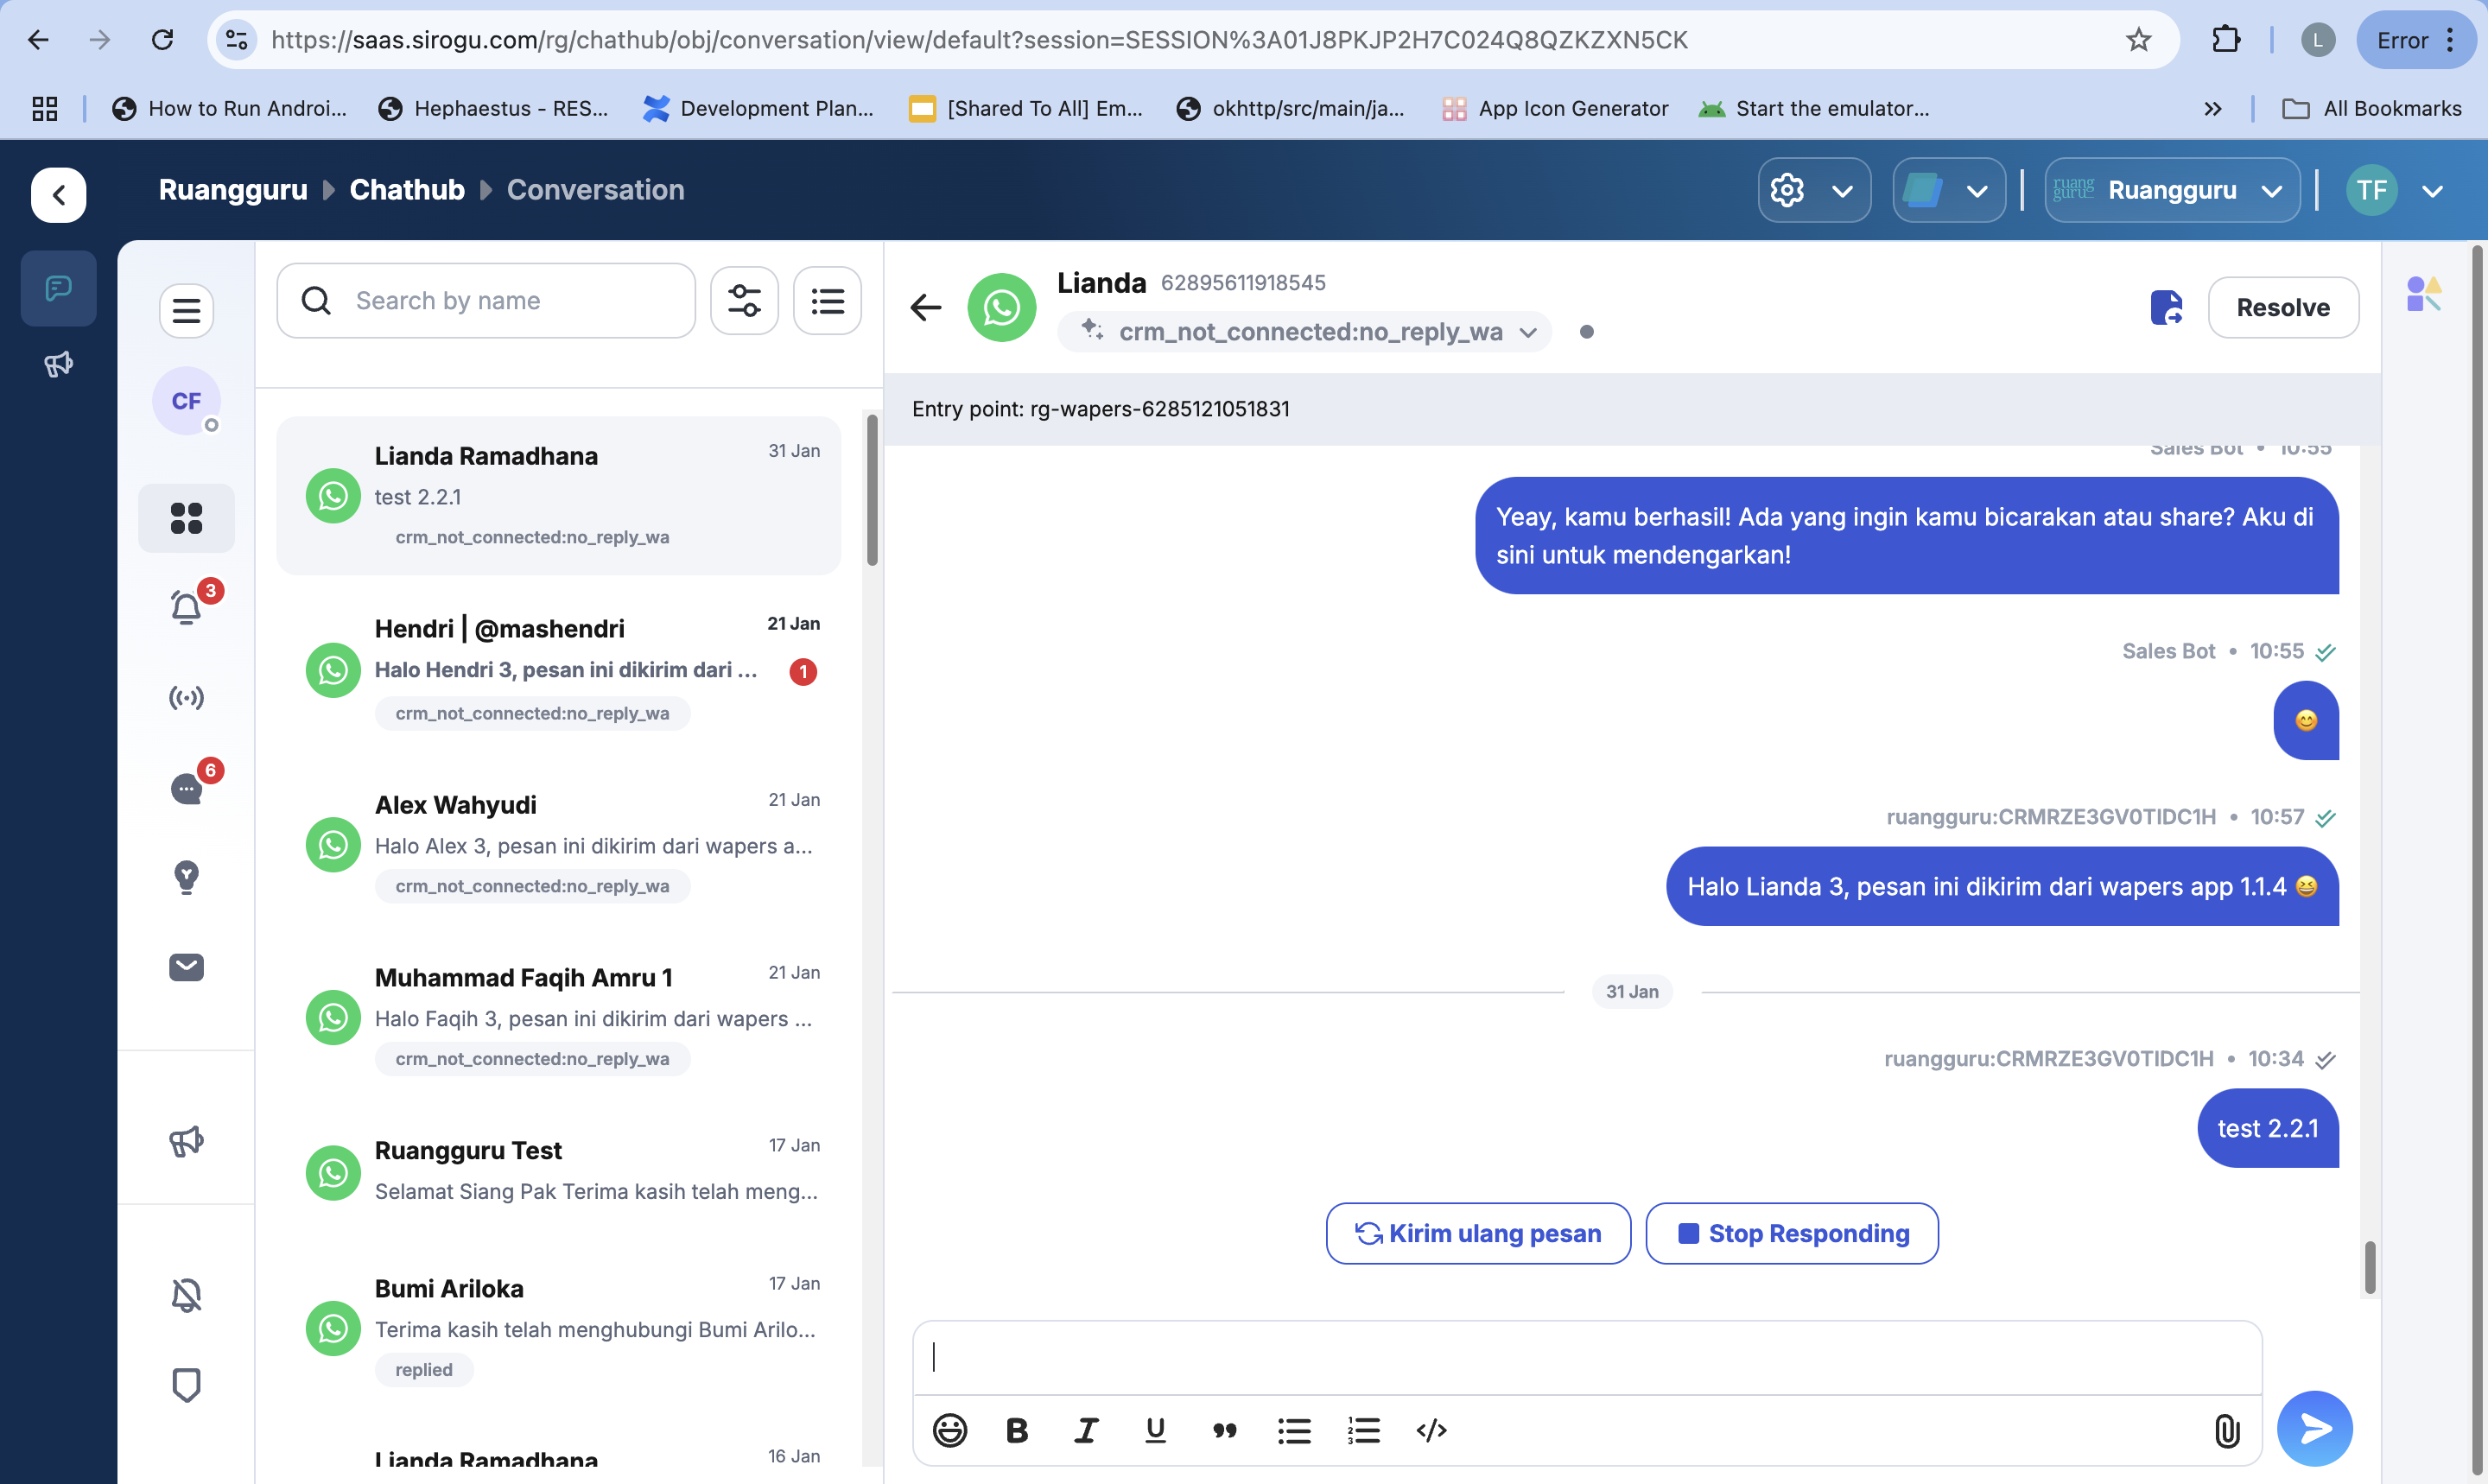 https://saas.sirogu.com/rg/chathub/obj/conversation/view/default?session=SESSION%3A01J8PKJP2H7C024Q8QZKZXN5CK
L
Error
How to Run Androi...
Hephaestus - RES...
Development Plan...
[Shared To All] Em...
okhttp/src/main/ja...
App Icon Generator
Start the emulator...
All Bookmarks
Ruangguru
Chathub
Conversation
ruang
guru
Ruangguru
TF
CF
3
6
Search by name
Lianda Ramadhana
31 Jan
test 2.2.1
crm_not_connected:no_reply_wa
Hendri | @mashendri
21 Jan
Halo Hendri 3, pesan ini dikirim dari ...
1
crm_not_connected:no_reply_wa
Alex Wahyudi
21 Jan
Halo Alex 3, pesan ini dikirim dari wapers a...
crm_not_connected:no_reply_wa
Muhammad Faqih Amru 1
21 Jan
Halo Faqih 3, pesan ini dikirim dari wapers ...
crm_not_connected:no_reply_wa
Ruangguru Test
17 Jan
Selamat Siang Pak Terima kasih telah meng...
Bumi Ariloka
17 Jan
Terima kasih telah menghubungi Bumi Arilo...
replied
Lianda Ramadhana
16 Jan
Lianda 62895611918545
crm_not_connected:no_reply_wa
Resolve
Entry point: rg-wapers-6285121051831
Sales Bot • 10:55
Yeay, kamu berhasil! Ada yang ingin kamu bicarakan atau share? Aku di
sini untuk mendengarkan!
Sales Bot • 10:55
😊
ruangguru:CRMRZE3GV0TIDC1H • 10:57
Halo Lianda 3, pesan ini dikirim dari wapers app 1.1.4 😆
31 Jan
ruangguru:CRMRZE3GV0TIDC1H • 10:34
test 2.2.1
Kirim ulang pesan
Stop Responding